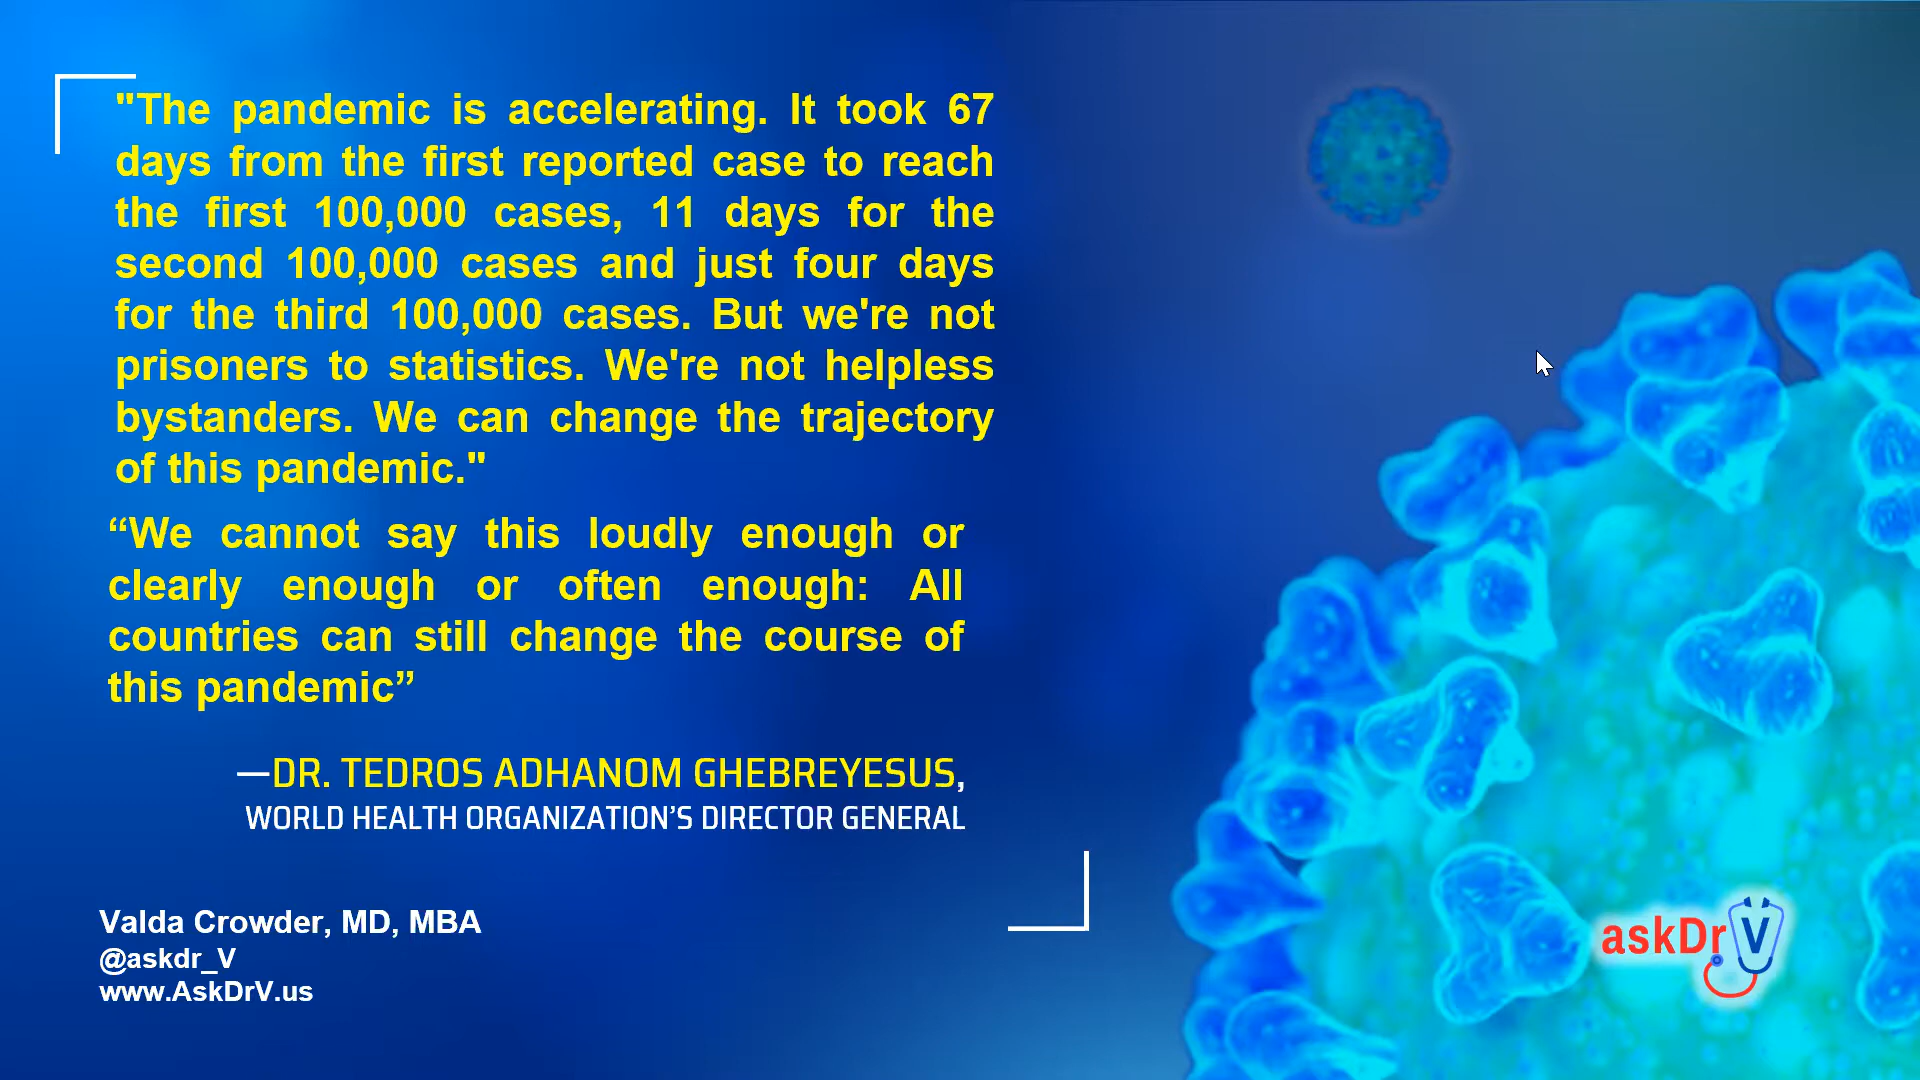 "The pandemic is accelerating. It took 67
days from the first reported case to reach
the first 100,000 cases, 11 days for the
second 100,000 cases and just four days
for the third 100,000 cases. But we're not
prisoners to statistics. We're not helpless
bystanders. We can change the trajectory
of this pandemic."
“We cannot say this loudly enough or
clearly enough or often enough: All
countries can still change the course of
this pandemic”
—DR. TEDROS ADHANOM GHEBREYESUS,
WORLD HEALTH ORGANIZATION’S DIRECTOR GENERAL
Valda Crowder, MD, MBA
@askdr_V
www.AskDrV.us
askDrV